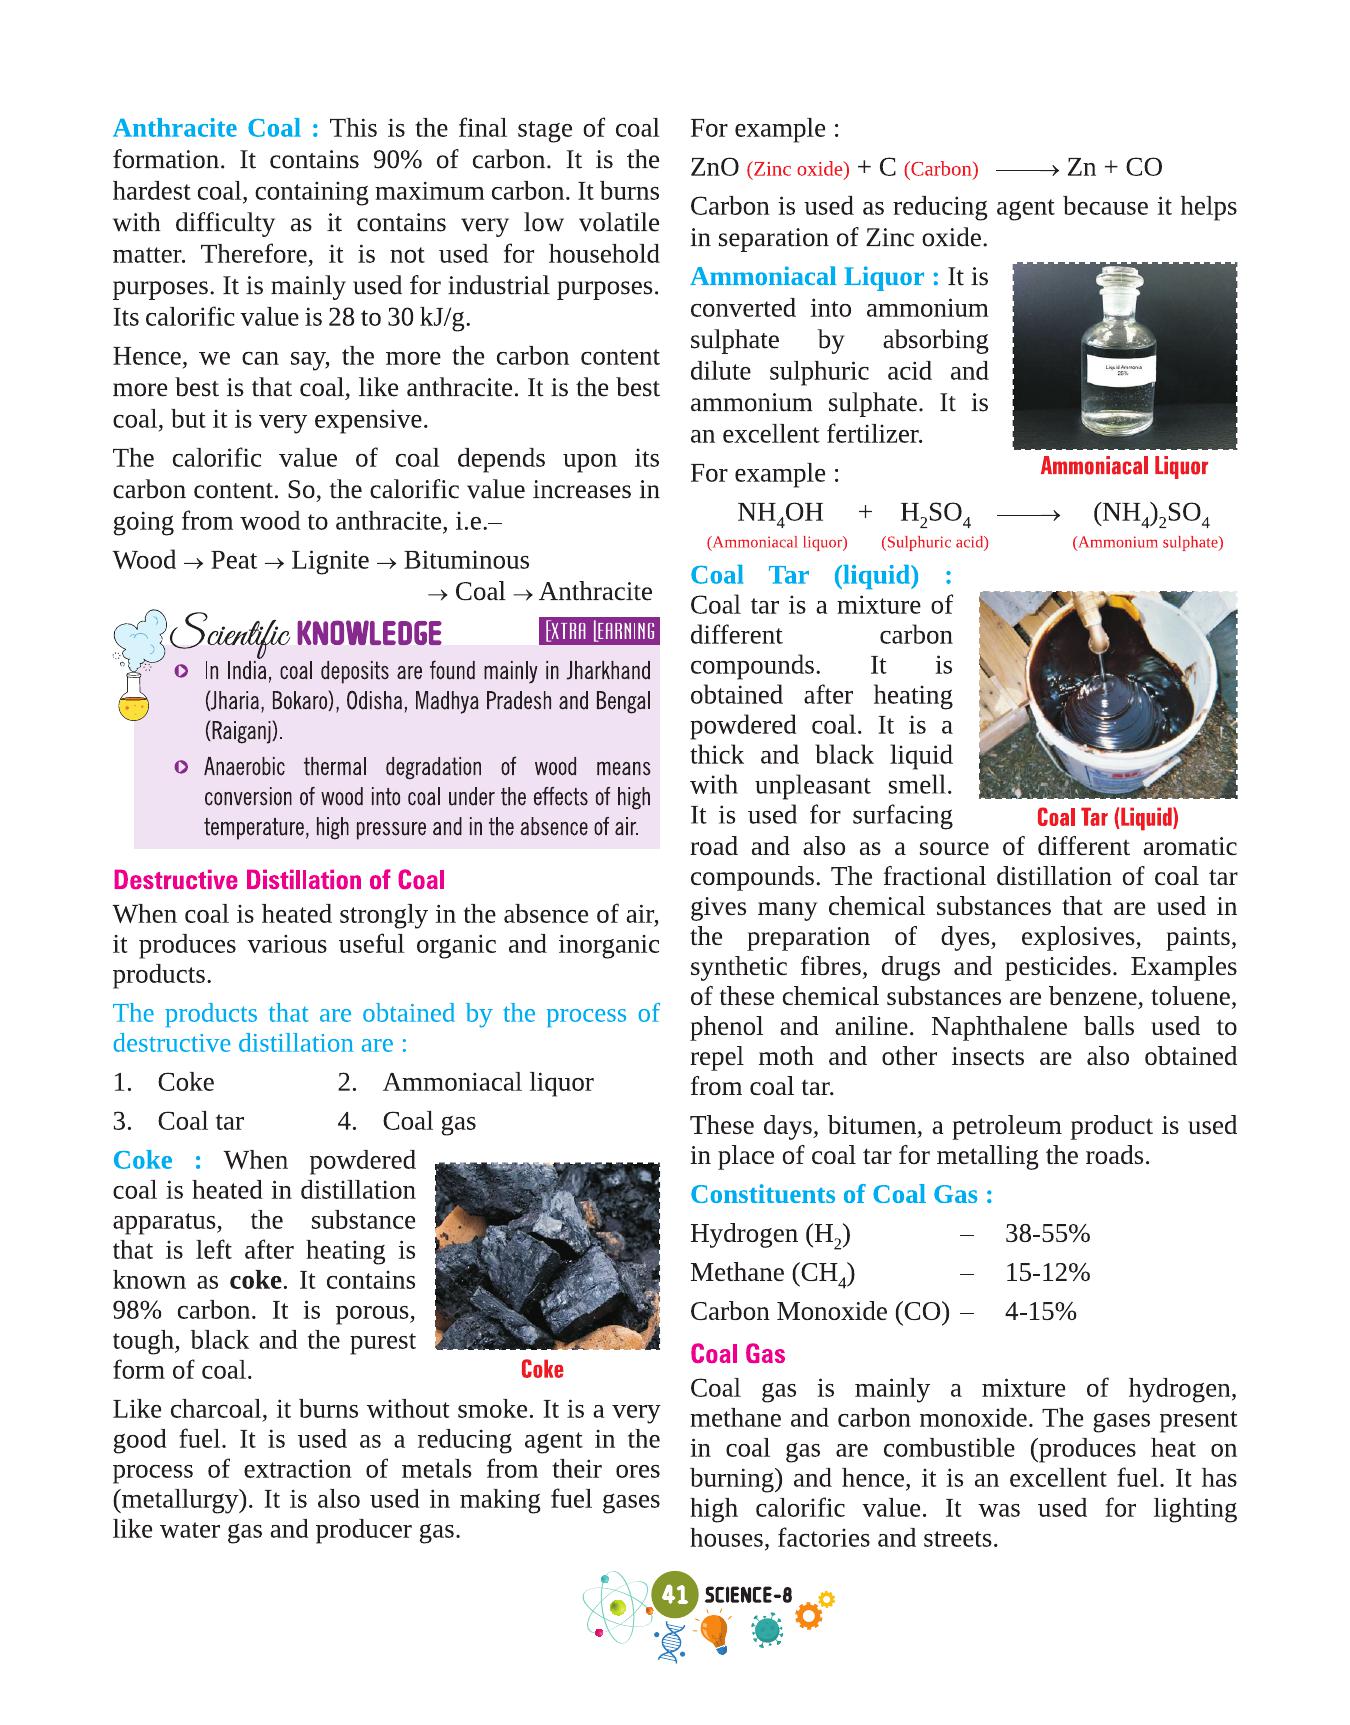 Anthracite Coal : This is the final stage of coal
formation. It contains 90% of carbon. It is the
hardest coal, containing maximum carbon. It burns
with difficulty as it contains very low volatile
matter. Therefore, it is not used for household
purposes. It is mainly used for industrial purposes.
Its calorific value is 28 to 30 kJ/g.
Hence, we can say, the more the carbon content
more best is that coal, like anthracite. It is the best
coal, but it is very expensive.
The calorific value of coal depends upon its
carbon content. So, the calorific value increases in
going from wood to anthracite, i.e.–
Wood → Peat → Lignite → Bituminous
→ Coal → Anthracite
Scientific KNOWLEDGE
EXTRA LEARNING
In India, coal deposits are found mainly in Jharkhand
(Jharia, Bokaro), Odisha, Madhya Pradesh and Bengal
(Raiganj).
Anaerobic thermal degradation of wood means
conversion of wood into coal under the effects of high
temperature, high pressure and in the absence of air.
Destructive Distillation of Coal
When coal is heated strongly in the absence of air,
it produces various useful organic and inorganic
products.
The products that are obtained by the process of
destructive distillation are :
1. Coke 2. Ammoniacal liquor
3. Coal tar 4. Coal gas
Coke : When powdered
coal is heated in distillation
apparatus, the substance
that is left after heating is
known as coke. It contains
98% carbon. It is porous,
tough, black and the purest
form of coal.
Coke
Like charcoal, it burns without smoke. It is a very
good fuel. It is used as a reducing agent in the
process of extraction of metals from their ores
(metallurgy). It is also used in making fuel gases
like water gas and producer gas.
For example :
ZnO (Zinc oxide) + C (Carbon) ⟶ Zn + CO
Carbon is used as reducing agent because it helps
in separation of Zinc oxide.
Ammoniacal Liquor : It is
converted into ammonium
sulphate by absorbing
dilute sulphuric acid and
ammonium sulphate. It is
an excellent fertilizer.
Liquid Ammonia
25%
Ammoniacal Liquor
For example :
NH₄OH + H₂SO₄ ⟶ (NH₄)₂SO₄
(Ammoniacal liquor) (Sulphuric acid) (Ammonium sulphate)
Coal Tar (liquid) :
Coal tar is a mixture of
different carbon
compounds. It is
obtained after heating
powdered coal. It is a
thick and black liquid
with unpleasant smell.
It is used for surfacing
Coal Tar (Liquid)
road and also as a source of different aromatic
compounds. The fractional distillation of coal tar
gives many chemical substances that are used in
the preparation of dyes, explosives, paints,
synthetic fibres, drugs and pesticides. Examples
of these chemical substances are benzene, toluene,
phenol and aniline. Naphthalene balls used to
repel moth and other insects are also obtained
from coal tar.
These days, bitumen, a petroleum product is used
in place of coal tar for metalling the roads.
Constituents of Coal Gas :
Hydrogen (H₂) – 38-55%
Methane (CH₄) – 15-12%
Carbon Monoxide (CO) – 4-15%
Coal Gas
Coal gas is mainly a mixture of hydrogen,
methane and carbon monoxide. The gases present
in coal gas are combustible (produces heat on
burning) and hence, it is an excellent fuel. It has
high calorific value. It was used for lighting
houses, factories and streets.
41 SCIENCE-8